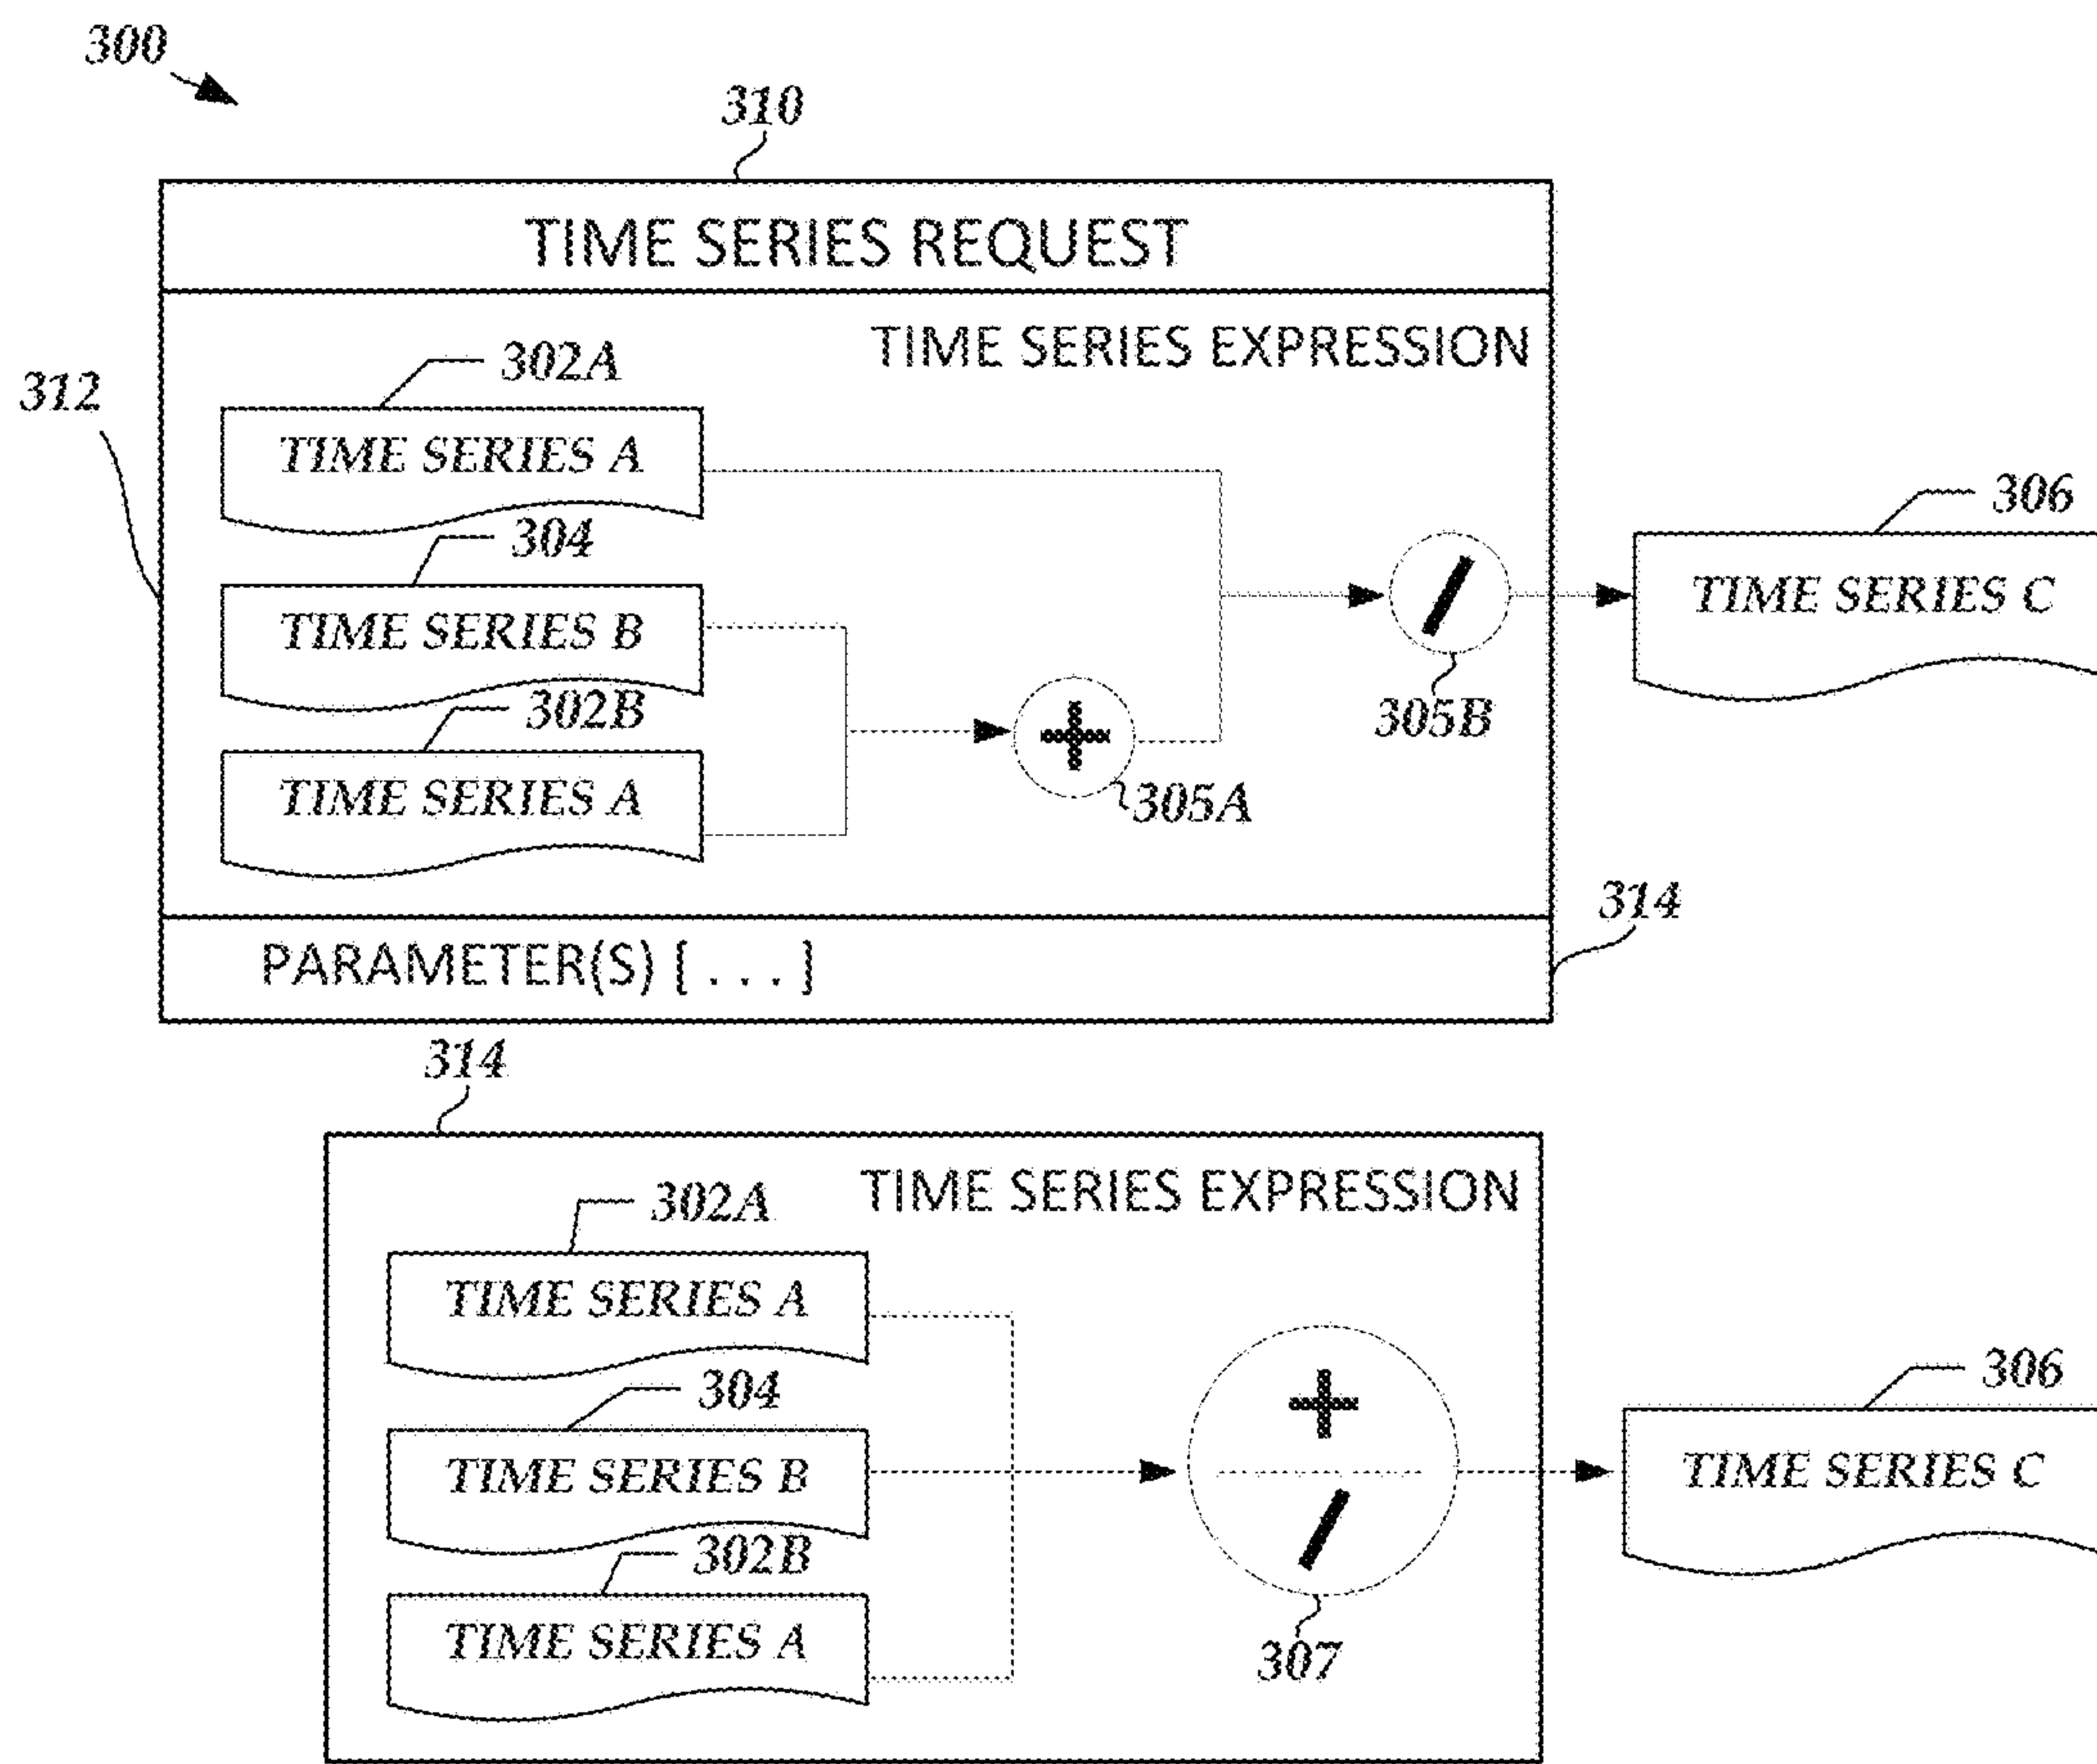 300
310
TIME SERIES REQUEST
TIME SERIES EXPRESSION
312
302A
TIME SERIES A
304
TIME SERIES B
302B
TIME SERIES A
+
305A
/
305B
306
TIME SERIES C
PARAMETER(S) [ . . . ]
314
314
TIME SERIES EXPRESSION
302A
TIME SERIES A
304
TIME SERIES B
302B
TIME SERIES A
+
/
307
306
TIME SERIES C